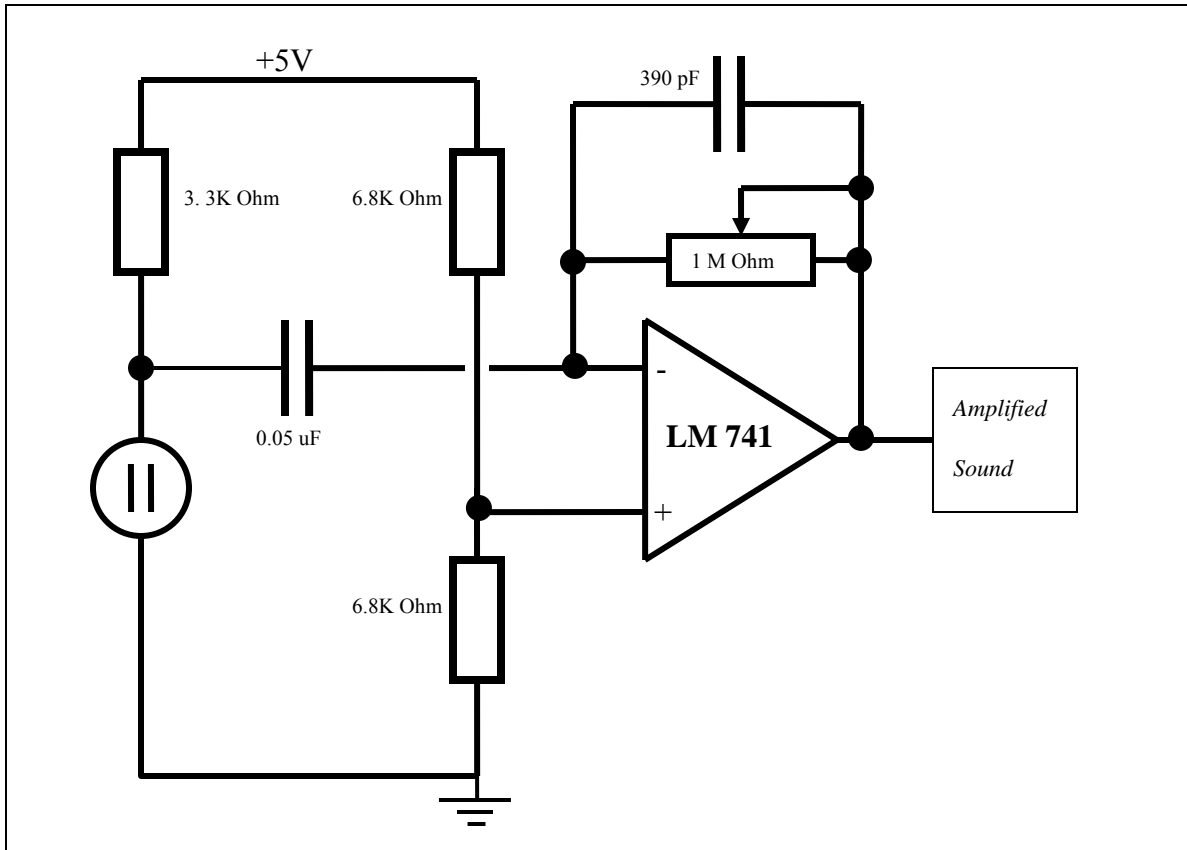 +5V
390 pF
3. 3K Ohm
6.8K Ohm
1 M Ohm
-
LM 741
Amplified
Sound
0.05 uF
+
6.8K Ohm